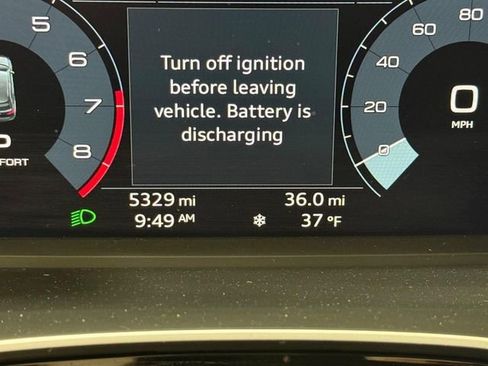 5
6
7
8
FORT
Turn off ignition
before leaving
vehicle. Battery is
discharging
80
60
40
20
0
0
MPH
5329 mi
36.0 mi
9:49 AM
37 °F